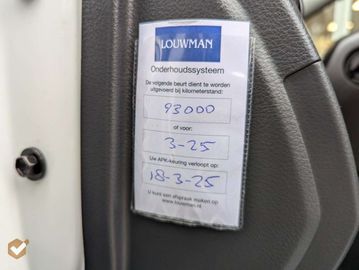 LOUWMAN
Onderhoudssysteem
De volgende beurt dient te worden
uitgevoerd bij kilometerstand:
93000
of voor:
3-25
Uw APK-keuring verloopt op:
18-3-25
U kunt een afspraak maken op
www.louwman.nl